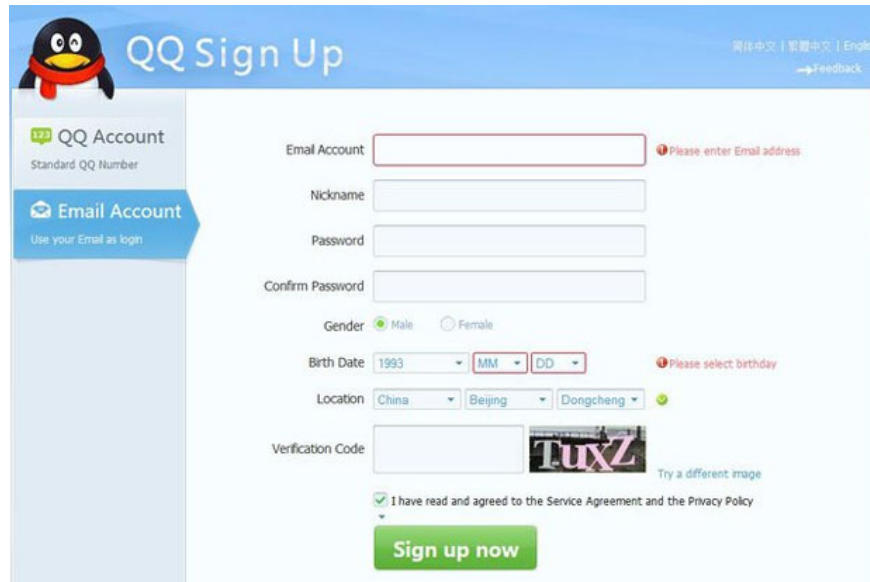 QQ Sign Up
简体中文 | 繁體中文 | Engli
Feedback
123 QQ Account
Standard QQ Number
Email Account
Use your Email as login
Email Account
Please enter Email address
Nickname
Password
Confirm Password
Gender Male Female
Birth Date 1993 MM DD Please select birthday
Location China Beijing Dongcheng
Verification Code TuxZ
Try a different image
I have read and agreed to the Service Agreement and the Privacy Policy
Sign up now